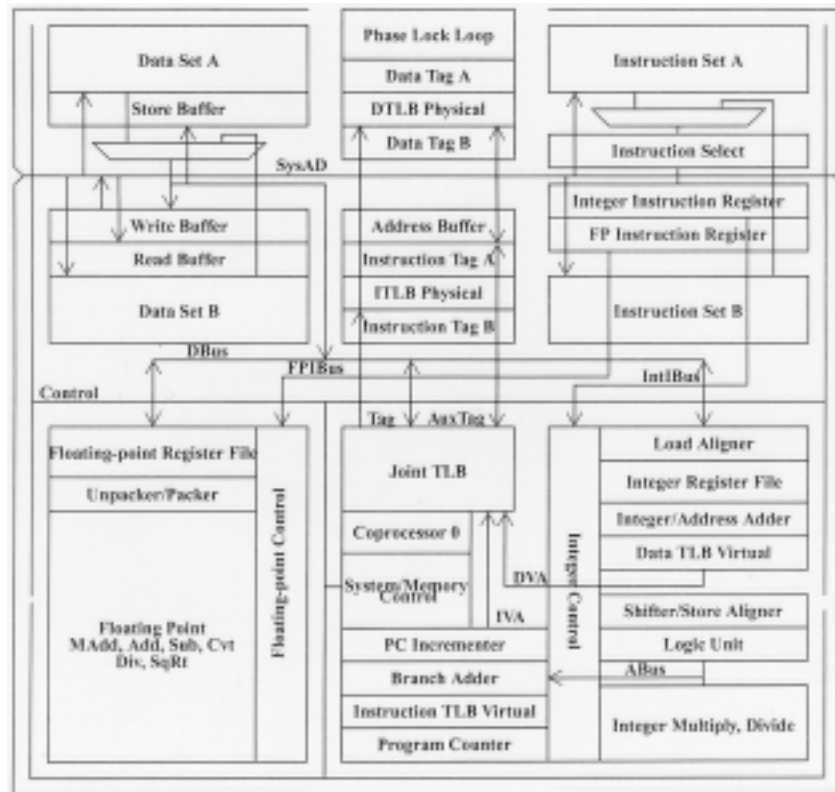 Data Set A
Store Buffer
Phase Lock Loop
Data Tag A
DTLB Physical
Data Tag B
Instruction Set A
Instruction Select
SysAD
Write Buffer
Read Buffer
Data Set B
Address Buffer
Instruction Tag A
ITLB Physical
Instruction Tag B
Integer Instruction Register
FP Instruction Register
Instruction Set B
DBus
FPIBus
IntIBus
Control
Tag
AuxTag
Floating-point Register File
Unpacker/Packer
Floating Point
MAdd, Add, Sub, Cvt
Div, SqRt
Floating-point Control
Joint TLB
Coprocessor 0
System/Memory
Control
DVA
IVA
PC Incrementer
Branch Adder
Instruction TLB Virtual
Program Counter
Integer Control
Load Aligner
Integer Register File
Integer/Address Adder
Data TLB Virtual
Shifter/Store Aligner
Logic Unit
ABus
Integer Multiply, Divide